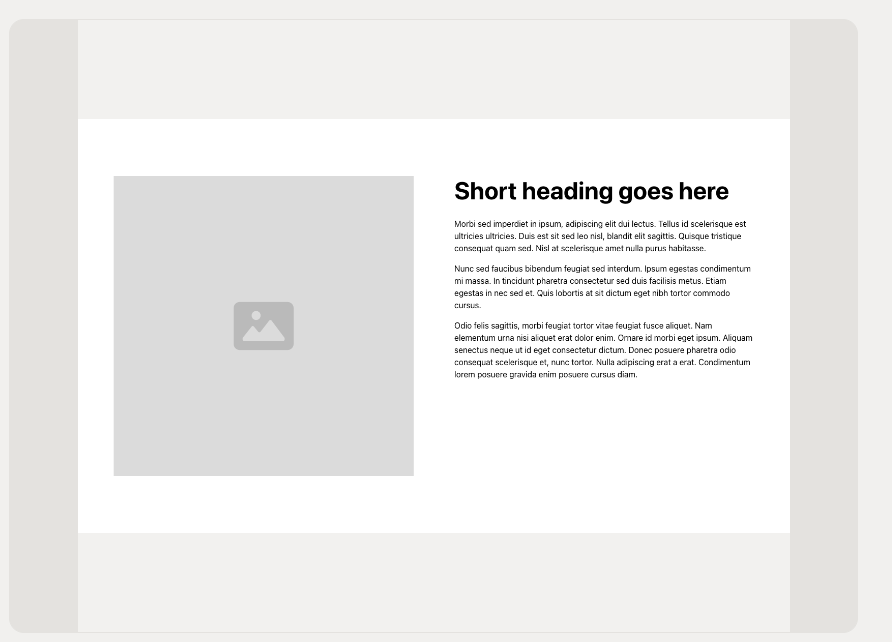 Short heading goes here
Morbi sed imperdiet in ipsum, adipiscing elit dui lectus. Tellus id scelerisque est
ultricies ultricies. Duis est sit sed leo nisl, blandit elit sagittis. Quisque tristique
consequat quam sed. Nisl at scelerisque amet nulla purus habitasse.
Nunc sed faucibus bibendum feugiat sed interdum. Ipsum egestas condimentum
mi massa. In tincidunt pharetra consectetur sed duis facilisis metus. Etiam
egestas in nec sed et. Quis lobortis at sit dictum eget nibh tortor commodo
cursus.
Odio felis sagittis, morbi feugiat tortor vitae feugiat fusce aliquet. Nam
elementum urna nisi aliquet erat dolor enim. Ornare id morbi eget ipsum. Aliquam
senectus neque ut id eget consectetur dictum. Donec posuere pharetra odio
consequat scelerisque et, nunc tortor. Nulla adipiscing erat a erat. Condimentum
lorem posuere gravida enim posuere cursus diam.